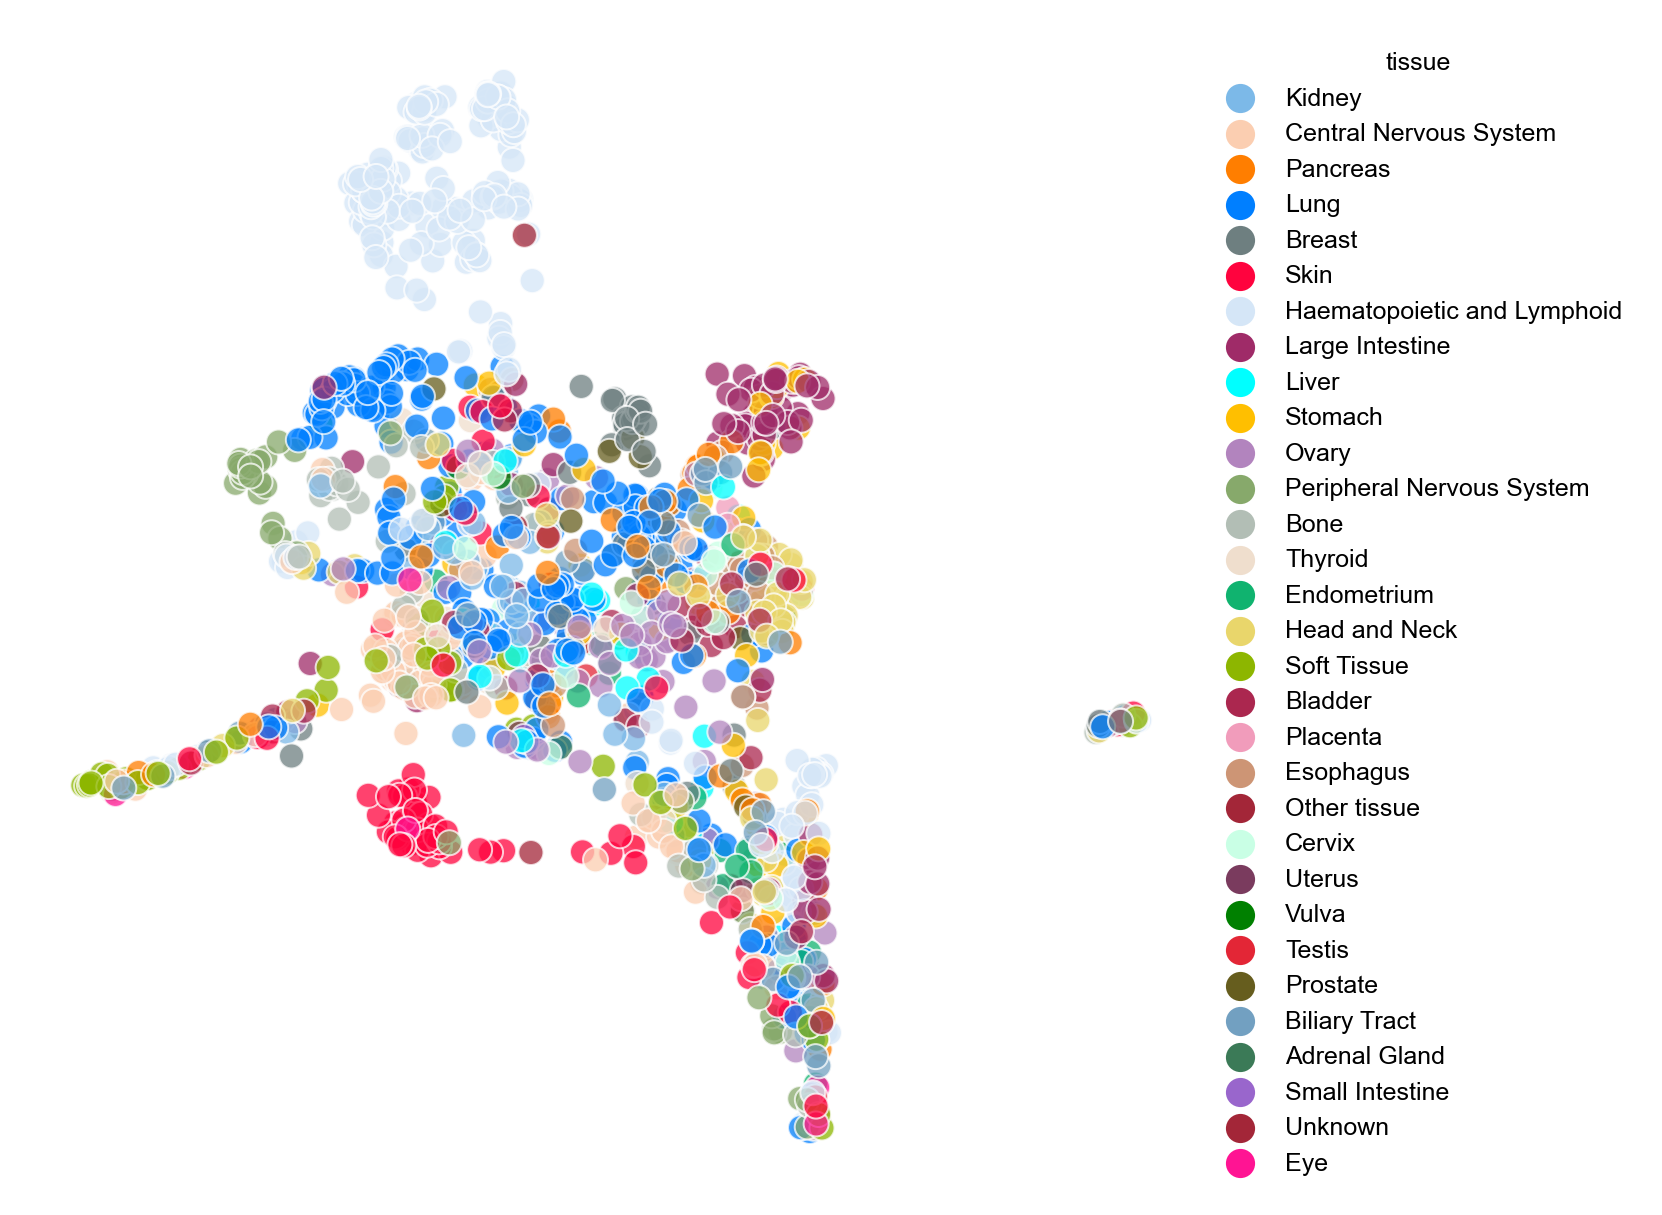 tissue
Kidney
Central Nervous System
Pancreas
Lung
Breast
Skin
Haematopoietic and Lymphoid
Large Intestine
Liver
Stomach
Ovary
Peripheral Nervous System
Bone
Thyroid
Endometrium
Head and Neck
Soft Tissue
Bladder
Placenta
Esophagus
Other tissue
Cervix
Uterus
Vulva
Testis
Prostate
Biliary Tract
Adrenal Gland
Small Intestine
Unknown
Eye